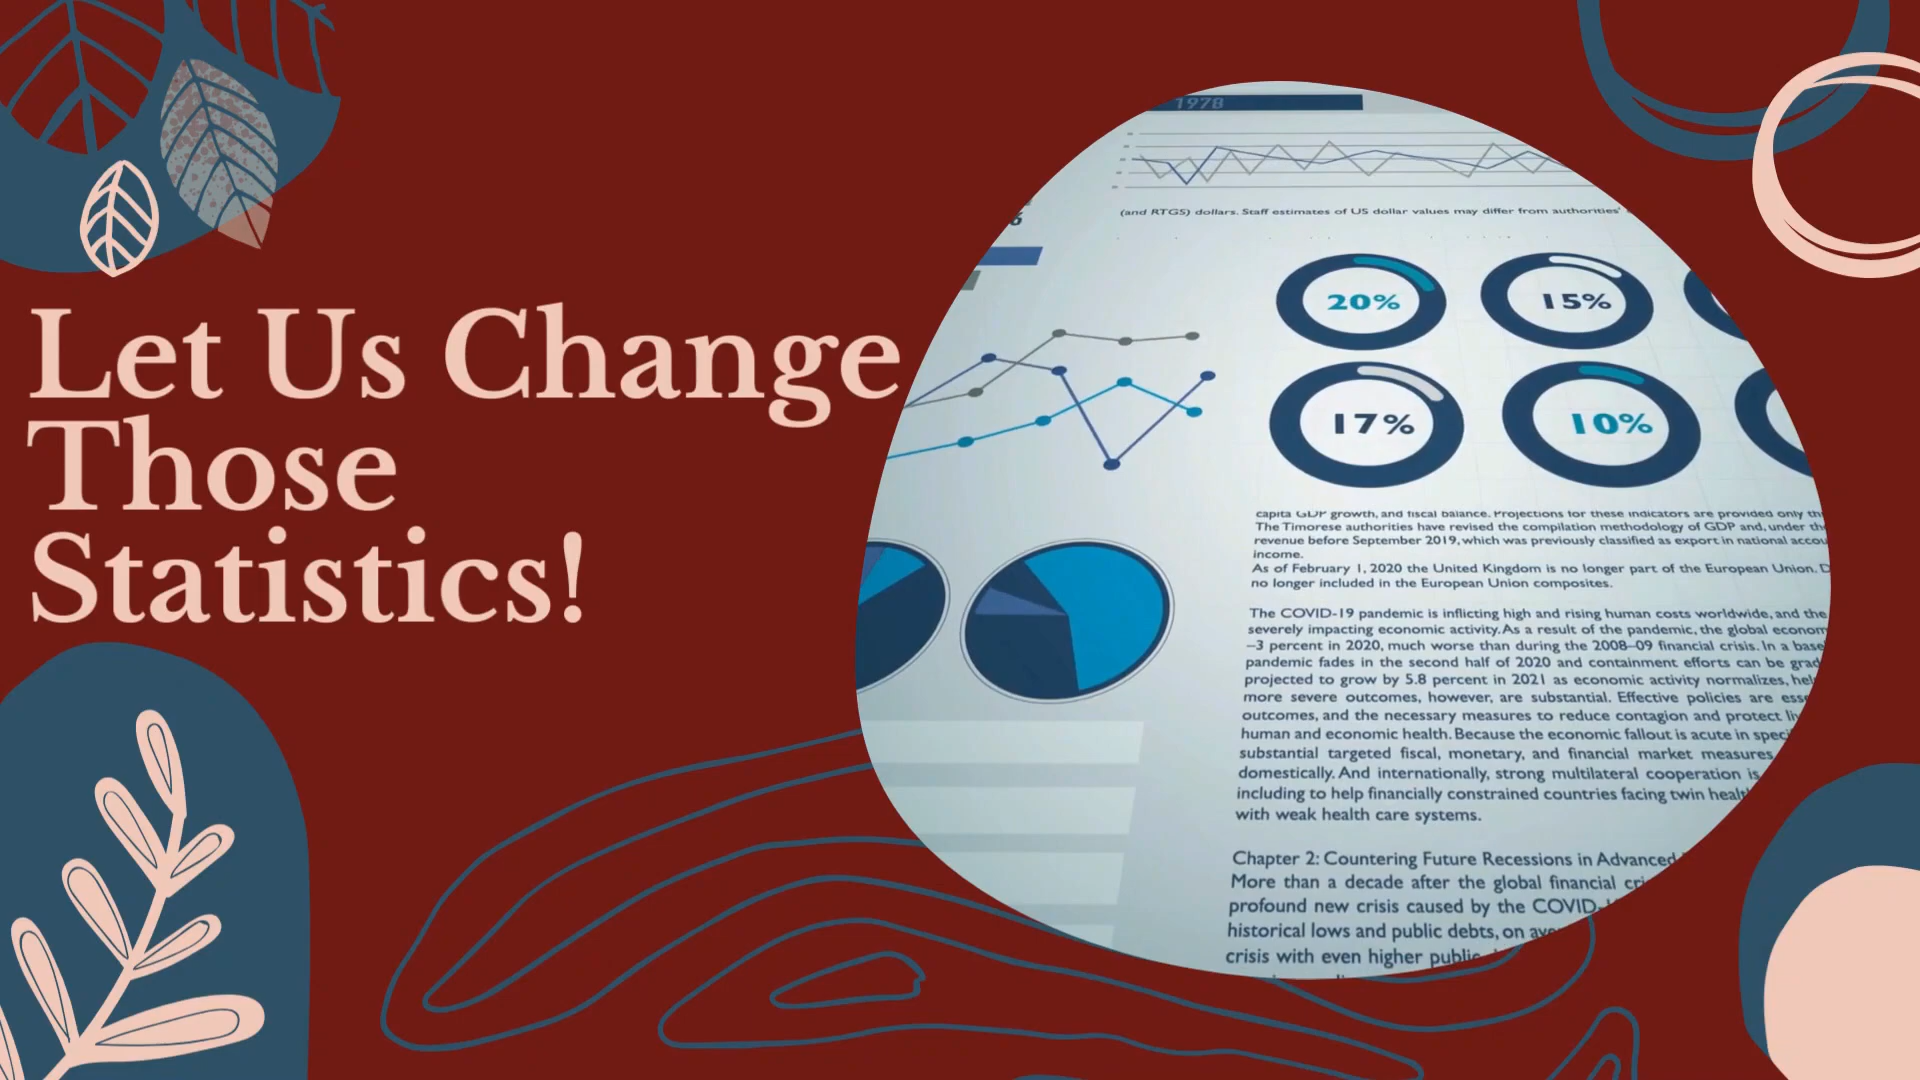 Let Us Change
Those
Statistics!
1978
(and RTGS) dollars. Staff estimates of US dollar values may differ from authorities'
20%
15%
17%
10%
capita GDP growth, and fiscal balance. Projections for these indicators are provided only
The Timorese authorities have revised the compilation methodology of GDP and, under
revenue before September 2019, which was previously classified as export in national
income.
As of February 1, 2020 the United Kingdom is no longer part of the European Union.
no longer included in the European Union composites.
The COVID-19 pandemic is inflicting high and rising human costs worldwide, and the
severely impacting economic activity. As a result of the pandemic, the global
–3 percent in 2020, much worse than during the 2008–09 financial crisis. In a
pandemic fades in the second half of 2020 and containment efforts can be
projected to grow by 5.8 percent in 2021 as economic activity normalizes,
more severe outcomes, however, are substantial. Effective policies are
outcomes, and the necessary measures to reduce contagion and protect
human and economic health. Because the economic fallout is acute in
substantial targeted fiscal, monetary, and financial market measures
domestically. And internationally, strong multilateral cooperation is
including to help financially constrained countries facing twin
with weak health care systems.
Chapter 2: Countering Future Recessions in Advanced
More than a decade after the global financial
profound new crisis caused by the
historical lows and public debts, on
crisis with even higher public